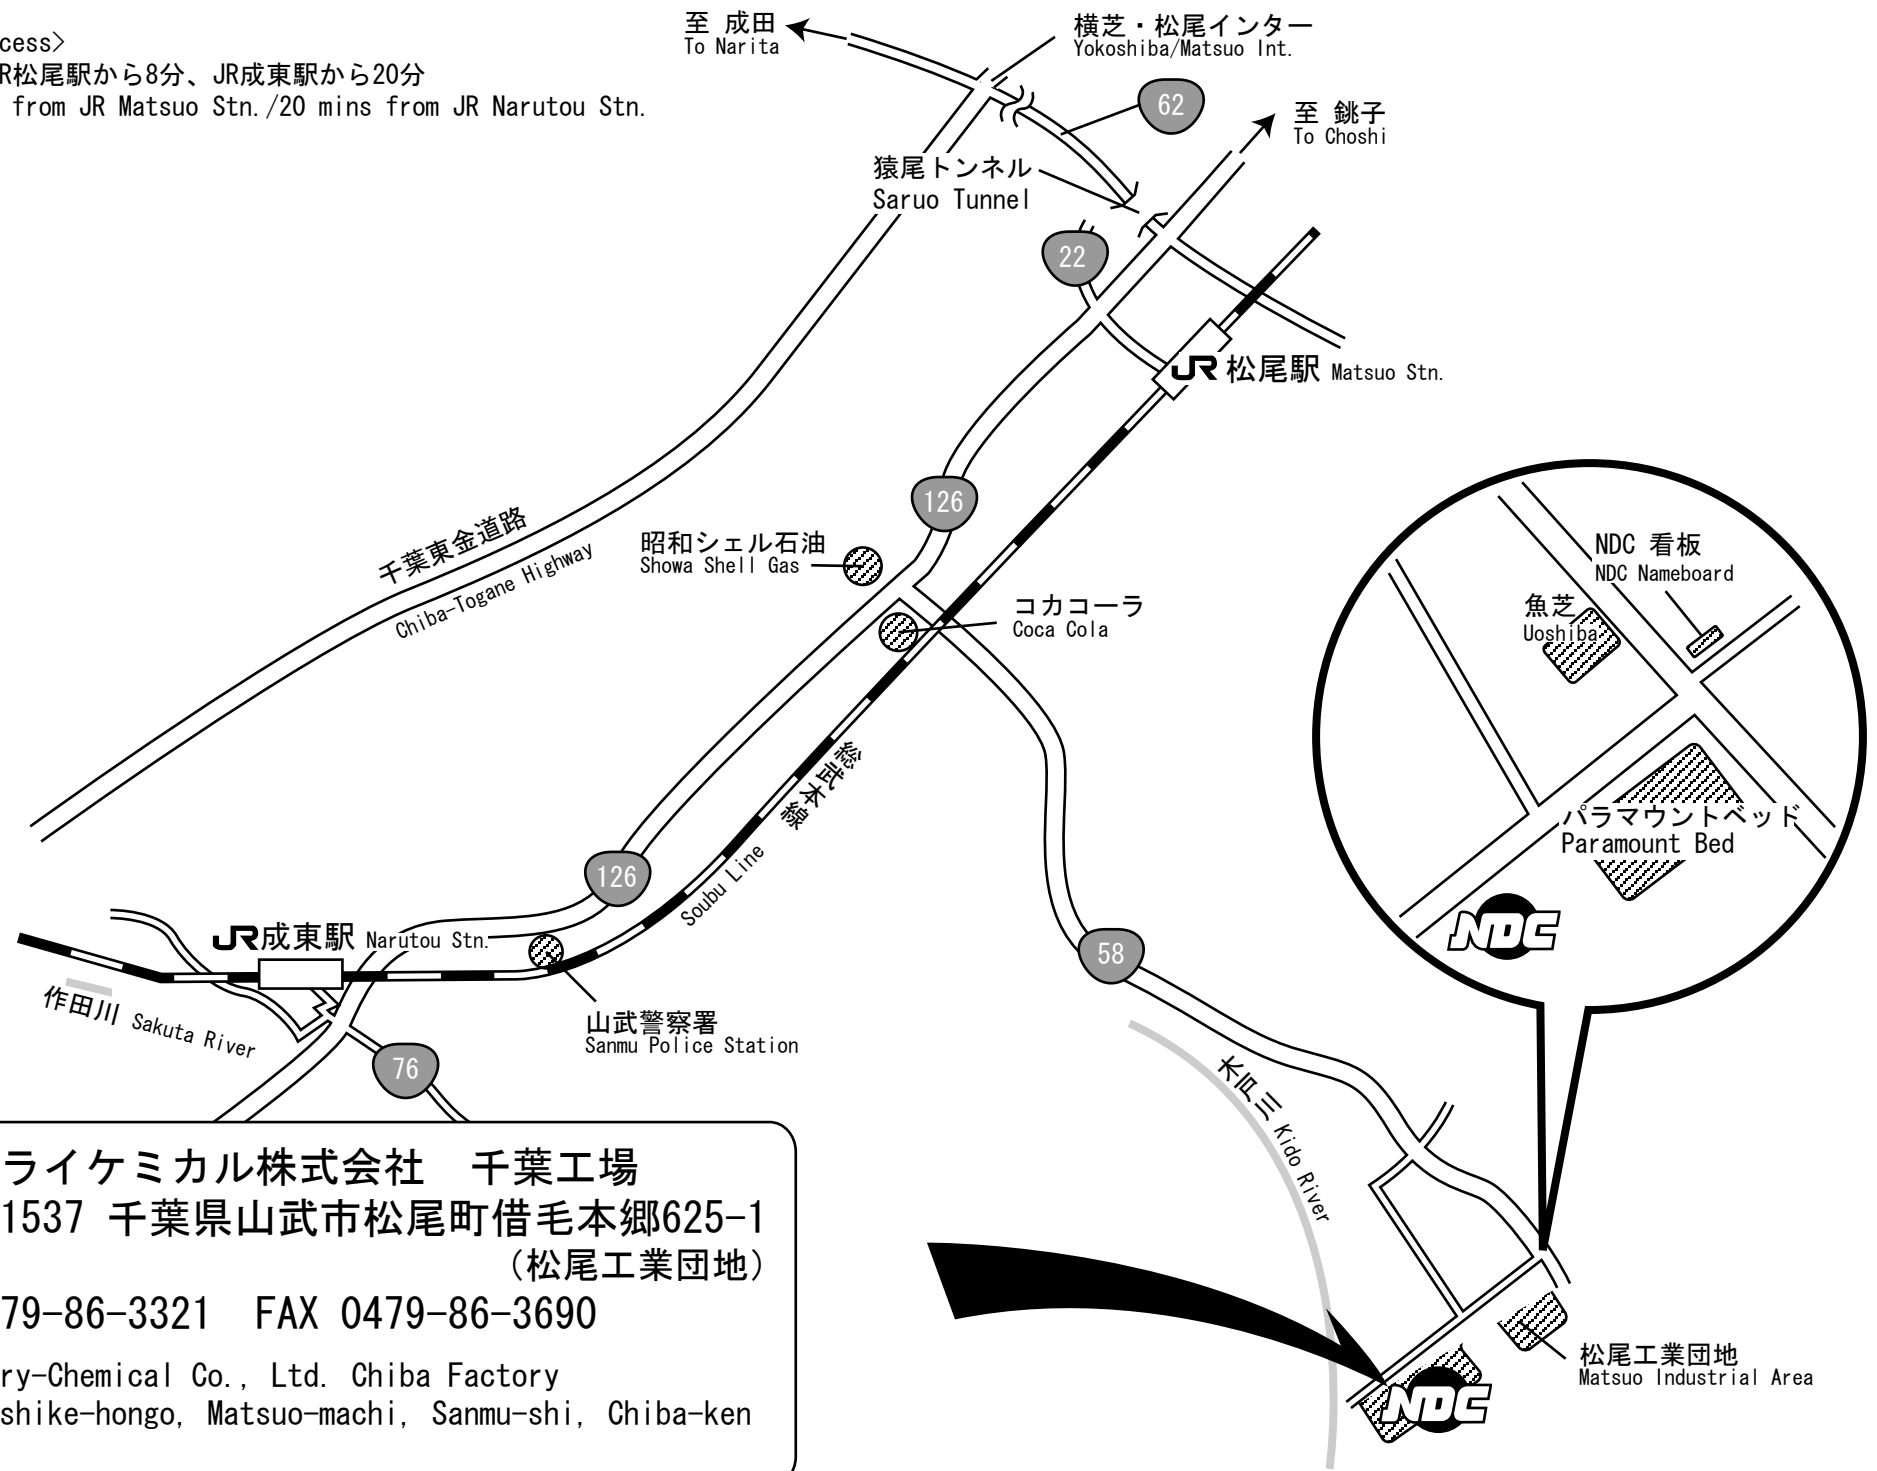 cess>
R松尾駅から8分、JR成東駅から20分
from JR Matsuo Stn./20 mins from JR Narutou Stn.
至 成田
To Narita
横芝・松尾インター
Yokoshiba/Matsuo Int.
62
至 銚子
To Choshi
猿尾トンネル
Saruo Tunnel
22
JR 松尾駅 Matsuo Stn.
126
千葉東金道路
Chiba-Togane Highway
昭和シェル石油
Showa Shell Gas
コカコーラ
Coca Cola
NDC 看板
NDC Nameboard
魚芝
Uoshiba
パラマウントベッド
Paramount Bed
NDC
総武本線
Soubu Line
126
JR成東駅 Narutou Stn.
作田川 Sakuta River
山武警察署
Sanmu Police Station
76
58
木戸川 Kido River
松尾工業団地
Matsuo Industrial Area
NDC
ライケミカル株式会社 千葉工場
1537 千葉県山武市松尾町借毛本郷625-1
（松尾工業団地）
79-86-3321 FAX 0479-86-3690
ry-Chemical Co., Ltd. Chiba Factory
shike-hongo, Matsuo-machi, Sanmu-shi, Chiba-ken